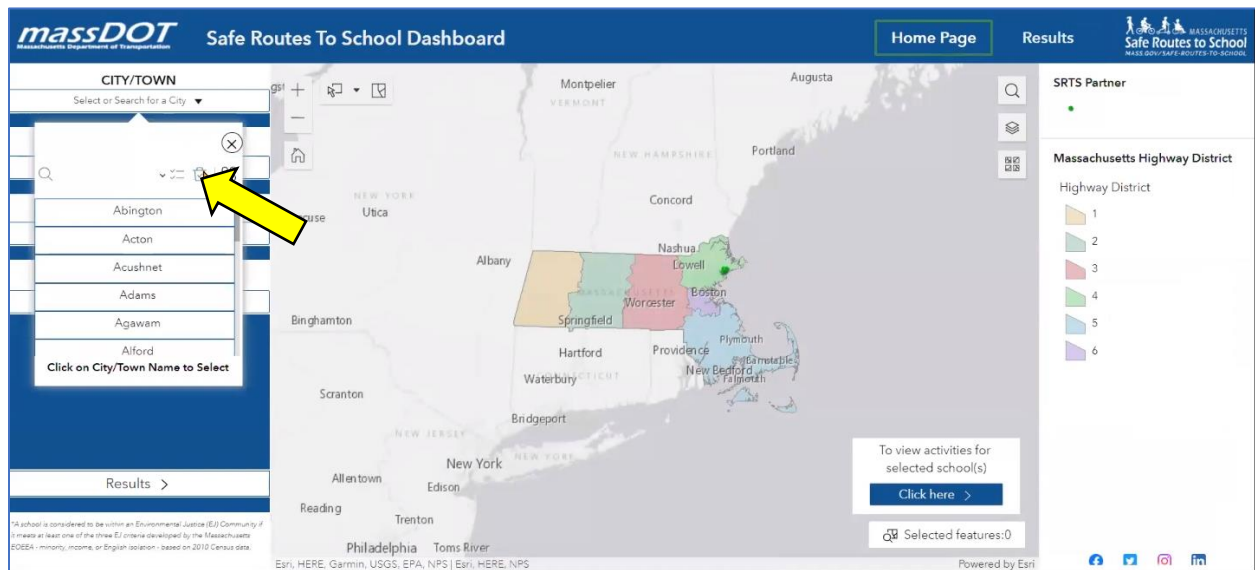 massDOT
Massachusetts Department of Transportation
Safe Routes To School Dashboard
Home Page
Results
MASSACHUSETTS
Safe Routes to School
MASS.GOV/SAFE-ROUTES-TO-SCHOOL
CITY/TOWN
Select or Search for a City
Abington
Acton
Acushnet
Adams
Agawam
Alford
Click on City/Town Name to Select
Results >
*A school is considered to be within an Environmental Justice (EJ) Community if
it meets at least one of the three EJ criteria developed by the Massachusetts
EOEEA - minority, income, or English isolation - based on 2010 Census data.
Montpelier
Augusta
VERMONT
NEW HAMPSHIRE
Portland
NEW YORK
Utica
Concord
Nashua
Albany
Lowell
MASSACHUSETTS
Boston
Worcester
Binghamton
Springfield
Plymouth
Hartford
Providence
Barnstable
CONNECTICUT
New Bedford
Falmouth
Waterbury
Scranton
Bridgeport
NEW JERSEY
NEW YORK
New York
Allentown
Edison
Reading
Trenton
Philadelphia
Toms River
To view activities for
selected school(s)
Click here >
Selected features:0
Esri, HERE, Garmin, USGS, EPA, NPS | Esri, HERE, NPS
Powered by Esri
SRTS Partner
Massachusetts Highway District
Highway District
1
2
3
4
5
6